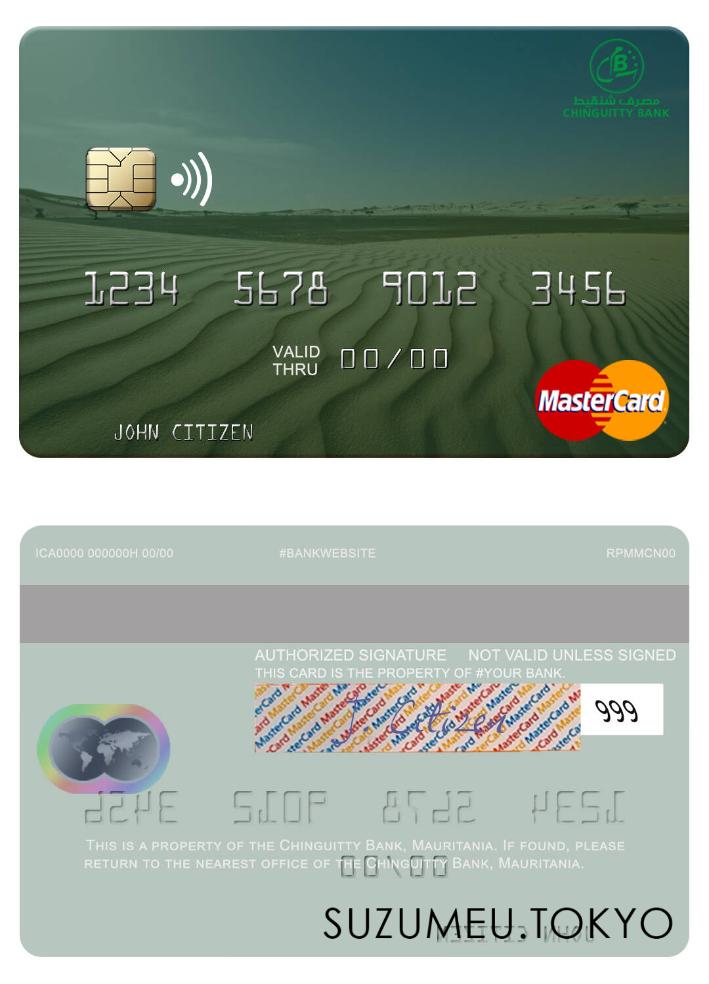 B
مصرف شنقيط
CHINGUITTY BANK
1234 5678 9012 3456
VALID THRU 00/00
JOHN CITIZEN
MasterCard
ICA0000 000000H 00/00 #BANKWEBSITE RPMMCN00
AUTHORIZED SIGNATURE NOT VALID UNLESS SIGNED
THIS CARD IS THE PROPERTY OF #YOUR BANK.
J Citizen
999
THIS IS A PROPERTY OF THE CHINGUITTY BANK, MAURITANIA. IF FOUND, PLEASE
RETURN TO THE NEAREST OFFICE OF THE CHINGUITTY BANK, MAURITANIA.
SUZUMEU.TOKYO